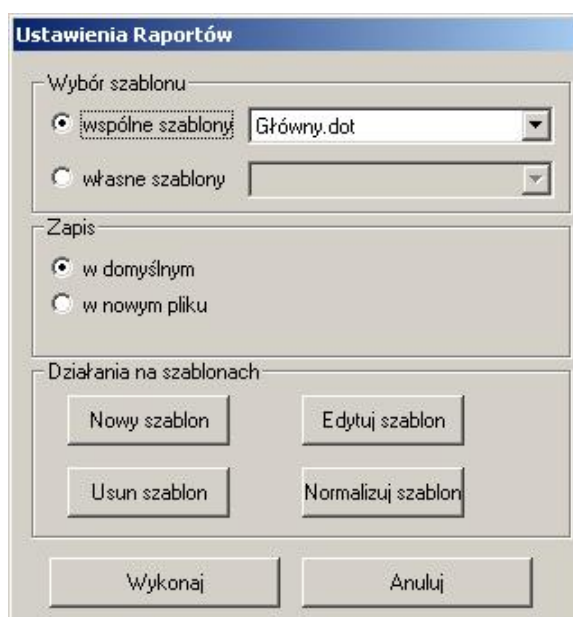 Ustawienia Raportów
Wybór szablonu
wspólne szablony Główny.dot
własne szablony
Zapis
w domyślnym
w nowym pliku
Działania na szablonach
Nowy szablon Edytuj szablon
Usun szablon Normalizuj szablon
Wykonaj Anuluj